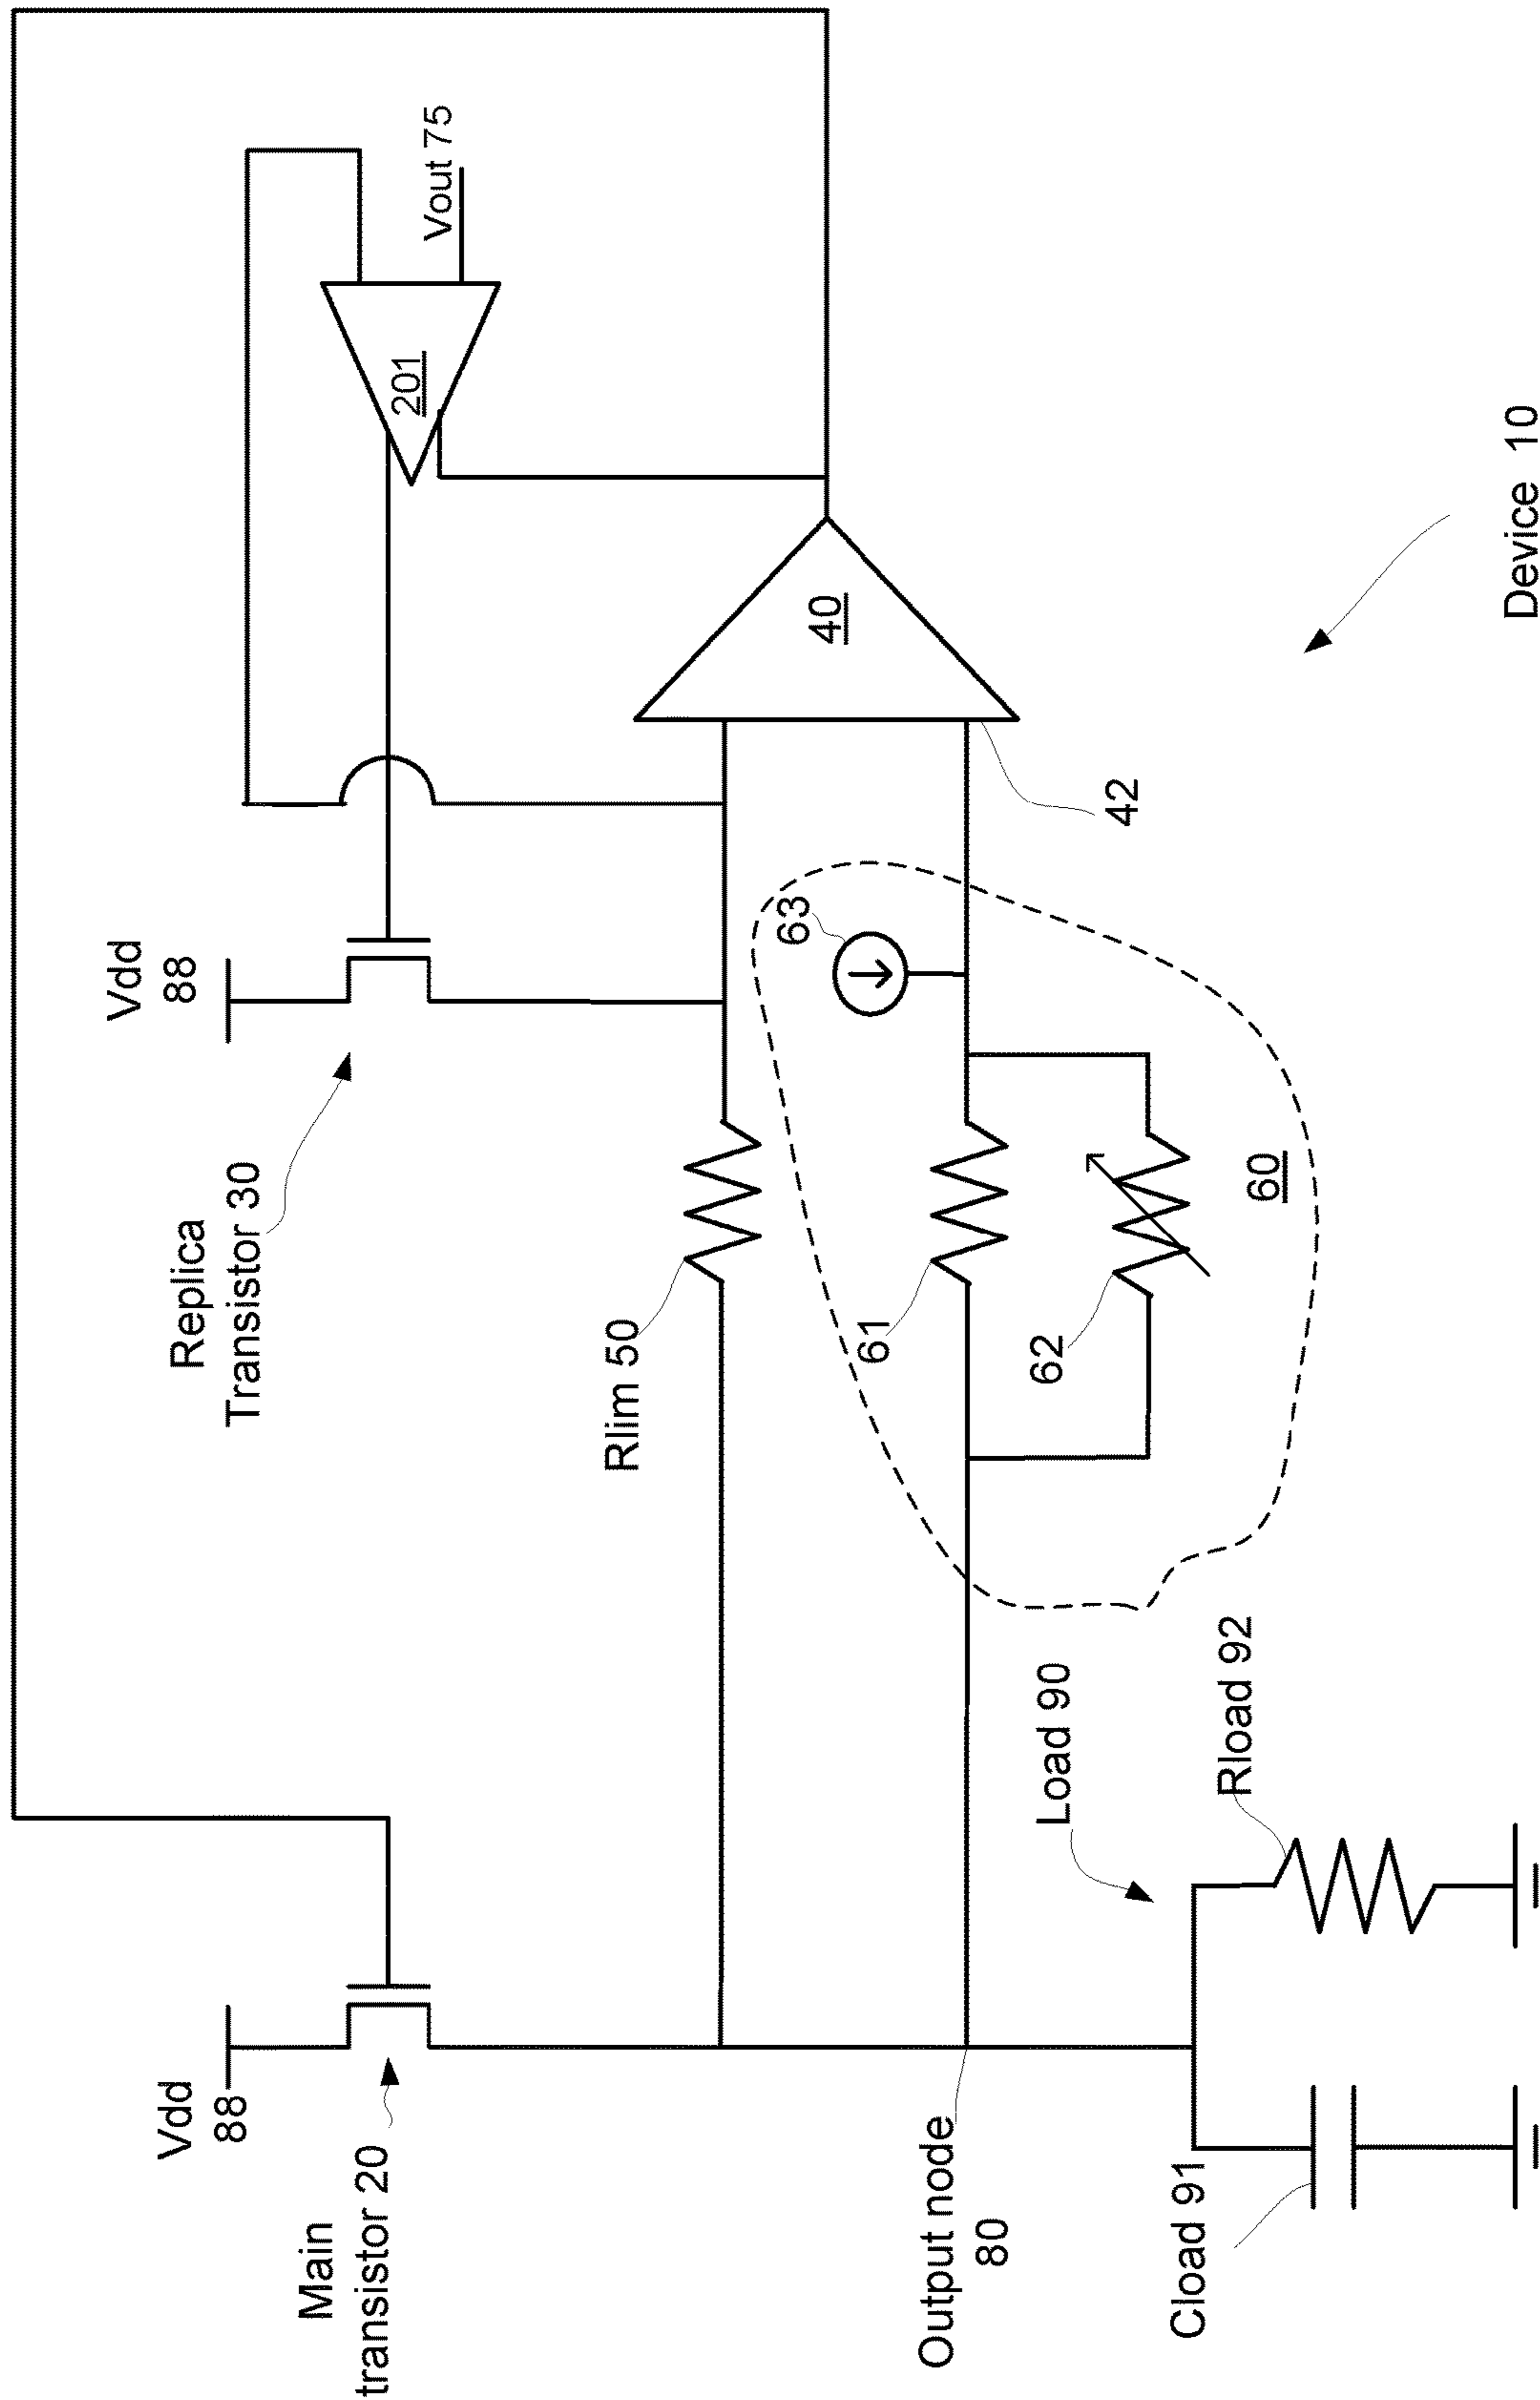 Vdd
88
Main
transistor 20
Output node
80
Cload 91
Load 90
Rload 92
Replica
Transistor 30
Vdd
88
Rlim 50
61
62
60
63
42
40
201
Vout 75
Device 10